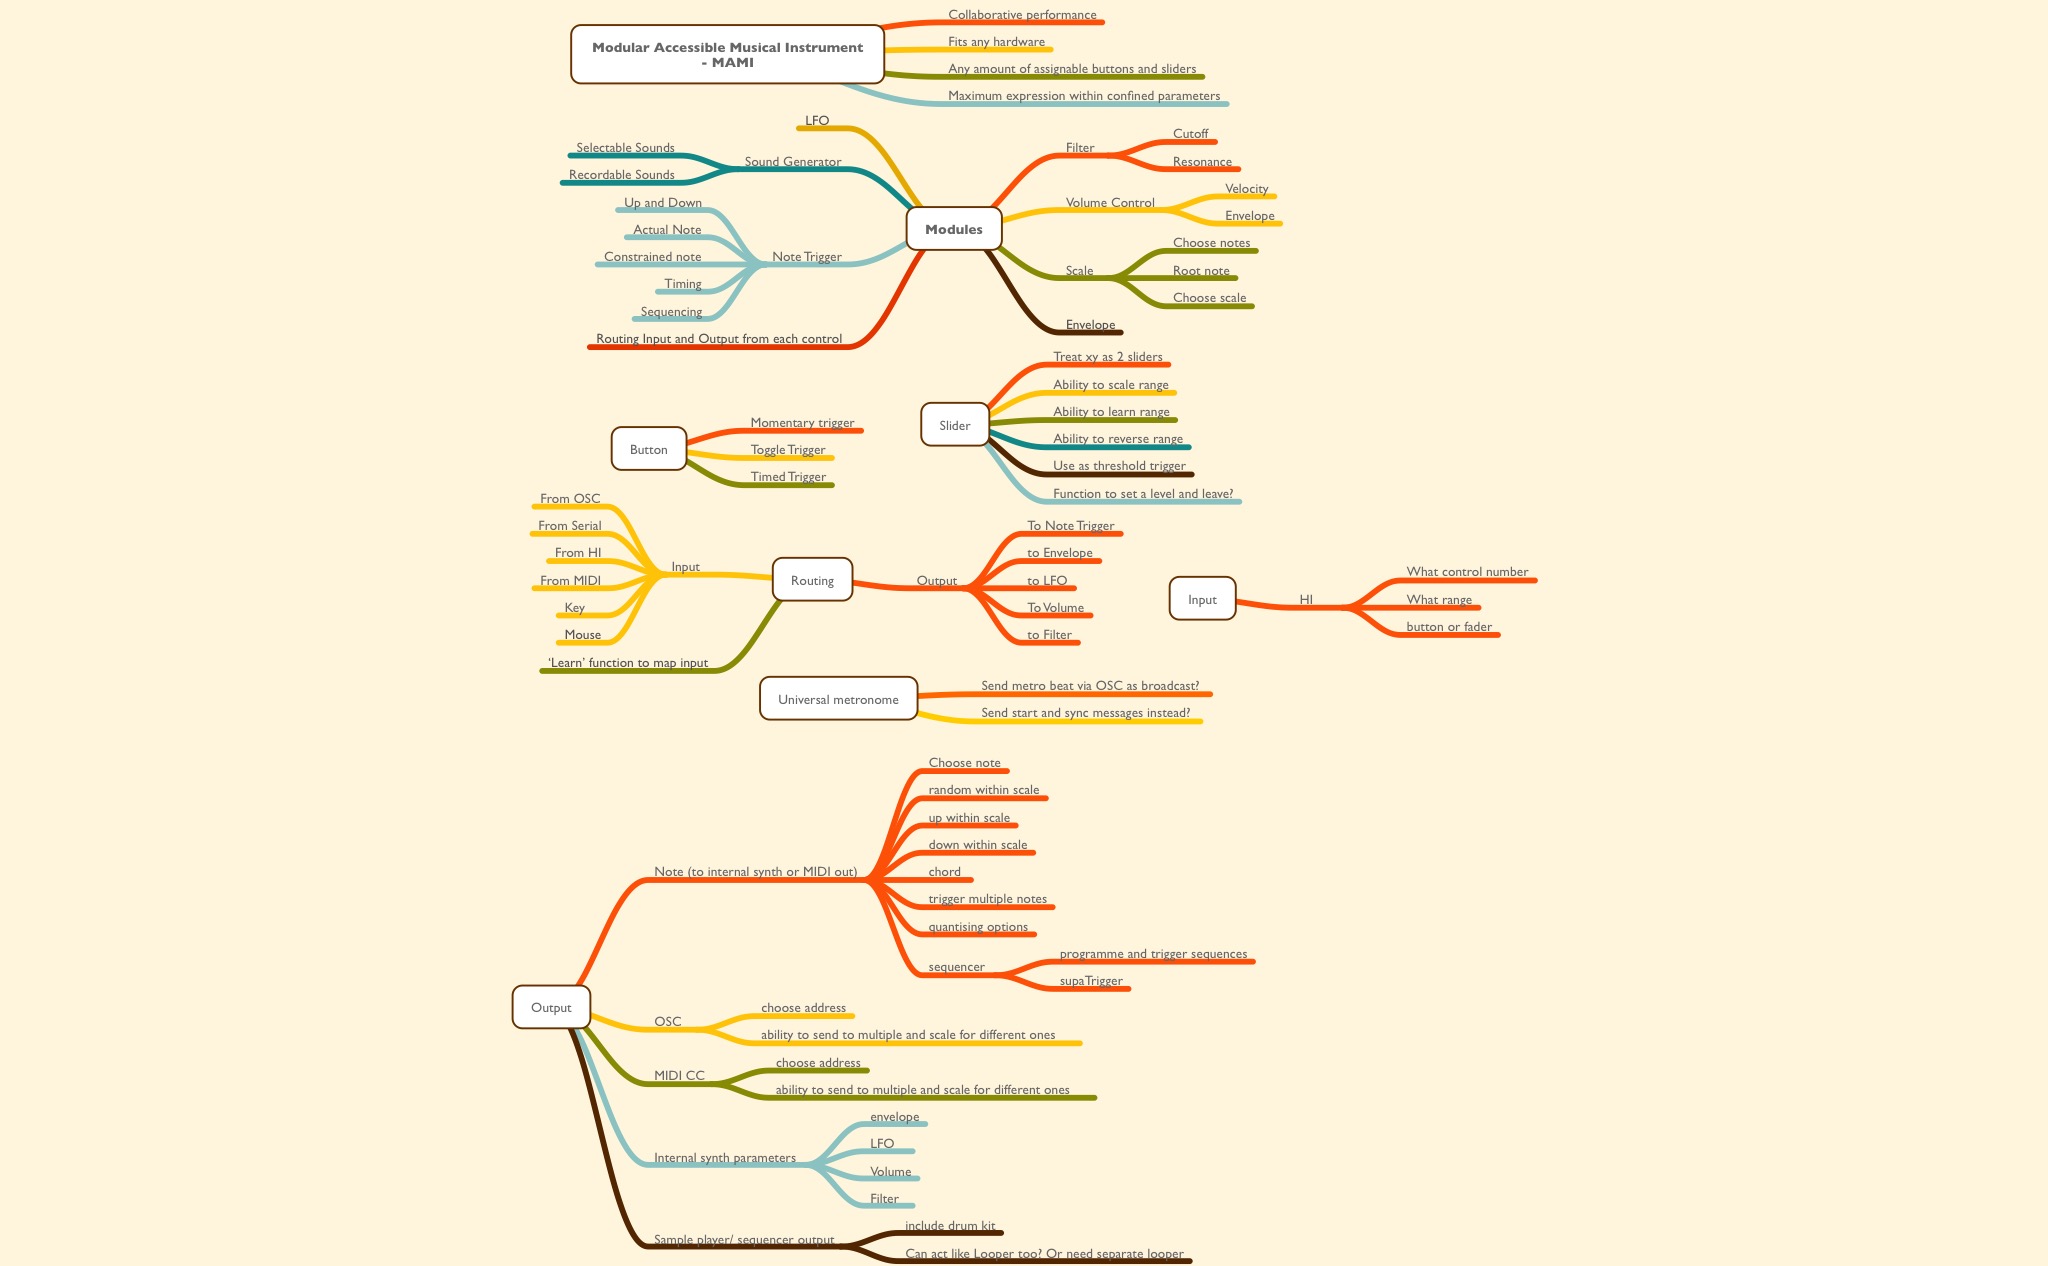 Modular Accessible Musical Instrument
- MAMI
Collaborative performance
Fits any hardware
Any amount of assignable buttons and sliders
Maximum expression within confined parameters
Modules
LFO
Sound Generator
Selectable Sounds
Recordable Sounds
Note Trigger
Up and Down
Actual Note
Constrained note
Timing
Sequencing
Routing Input and Output from each control
Filter
Cutoff
Resonance
Volume Control
Velocity
Envelope
Scale
Choose notes
Root note
Choose scale
Envelope
Button
Momentary trigger
Toggle Trigger
Timed Trigger
Slider
Treat xy as 2 sliders
Ability to scale range
Ability to learn range
Ability to reverse range
Use as threshold trigger
Function to set a level and leave?
Routing
Input
From OSC
From Serial
From HI
From MIDI
Key
Mouse
‘Learn’ function to map input
Output
To Note Trigger
to Envelope
to LFO
To Volume
to Filter
Input
HI
What control number
What range
button or fader
Universal metronome
Send metro beat via OSC as broadcast?
Send start and sync messages instead?
Output
Note (to internal synth or MIDI out)
Choose note
random within scale
up within scale
down within scale
chord
trigger multiple notes
quantising options
sequencer
programme and trigger sequences
supaTrigger
OSC
choose address
ability to send to multiple and scale for different ones
MIDI CC
choose address
ability to send to multiple and scale for different ones
Internal synth parameters
envelope
LFO
Volume
Filter
Sample player/ sequencer output
include drum kit
Can act like Looper too? Or need separate looper